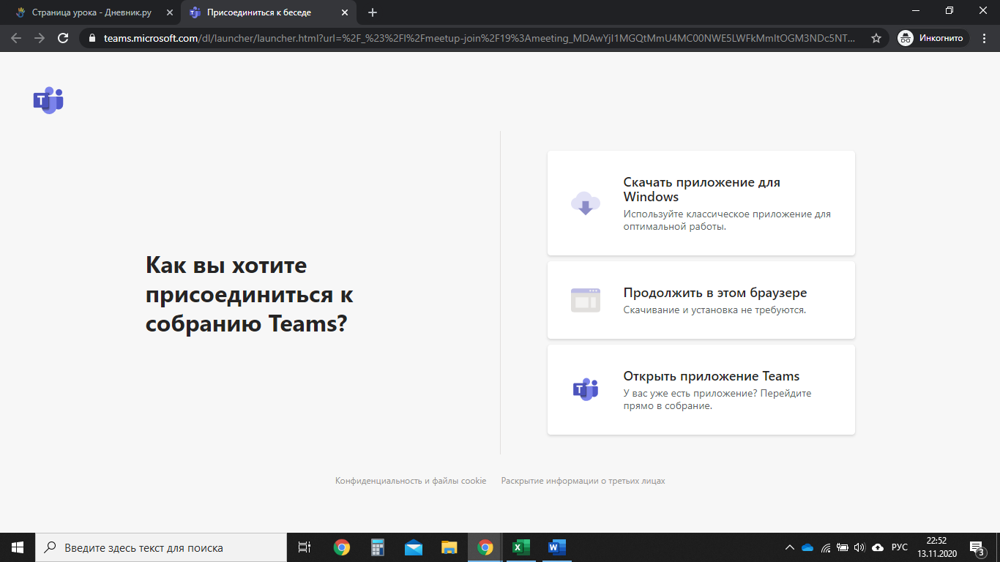 Страница урока - Дневник.ру
Присоединиться к беседе
teams.microsoft.com/dl/launcher/launcher.html?url=%2F_%23%2Fl%2Fmeetup-join%2F19%3Ameeting_MDAwYjI1MGQtMmU4MC00NWE5LWFkMmItOGM3NDc5NT...
Инкогнито
T
Скачать приложение для
Windows
Используйте классическое приложение для
оптимальной работы.
Как вы хотите
присоединиться к
собранию Teams?
Продолжить в этом браузере
Скачивание и установка не требуются.
T
Открыть приложение Teams
У вас уже есть приложение? Перейдите
прямо в собрание.
Конфиденциальность и файлы cookie
Раскрытие информации о третьих лицах
Введите здесь текст для поиска
X
W
РУС
22:52
13.11.2020
3